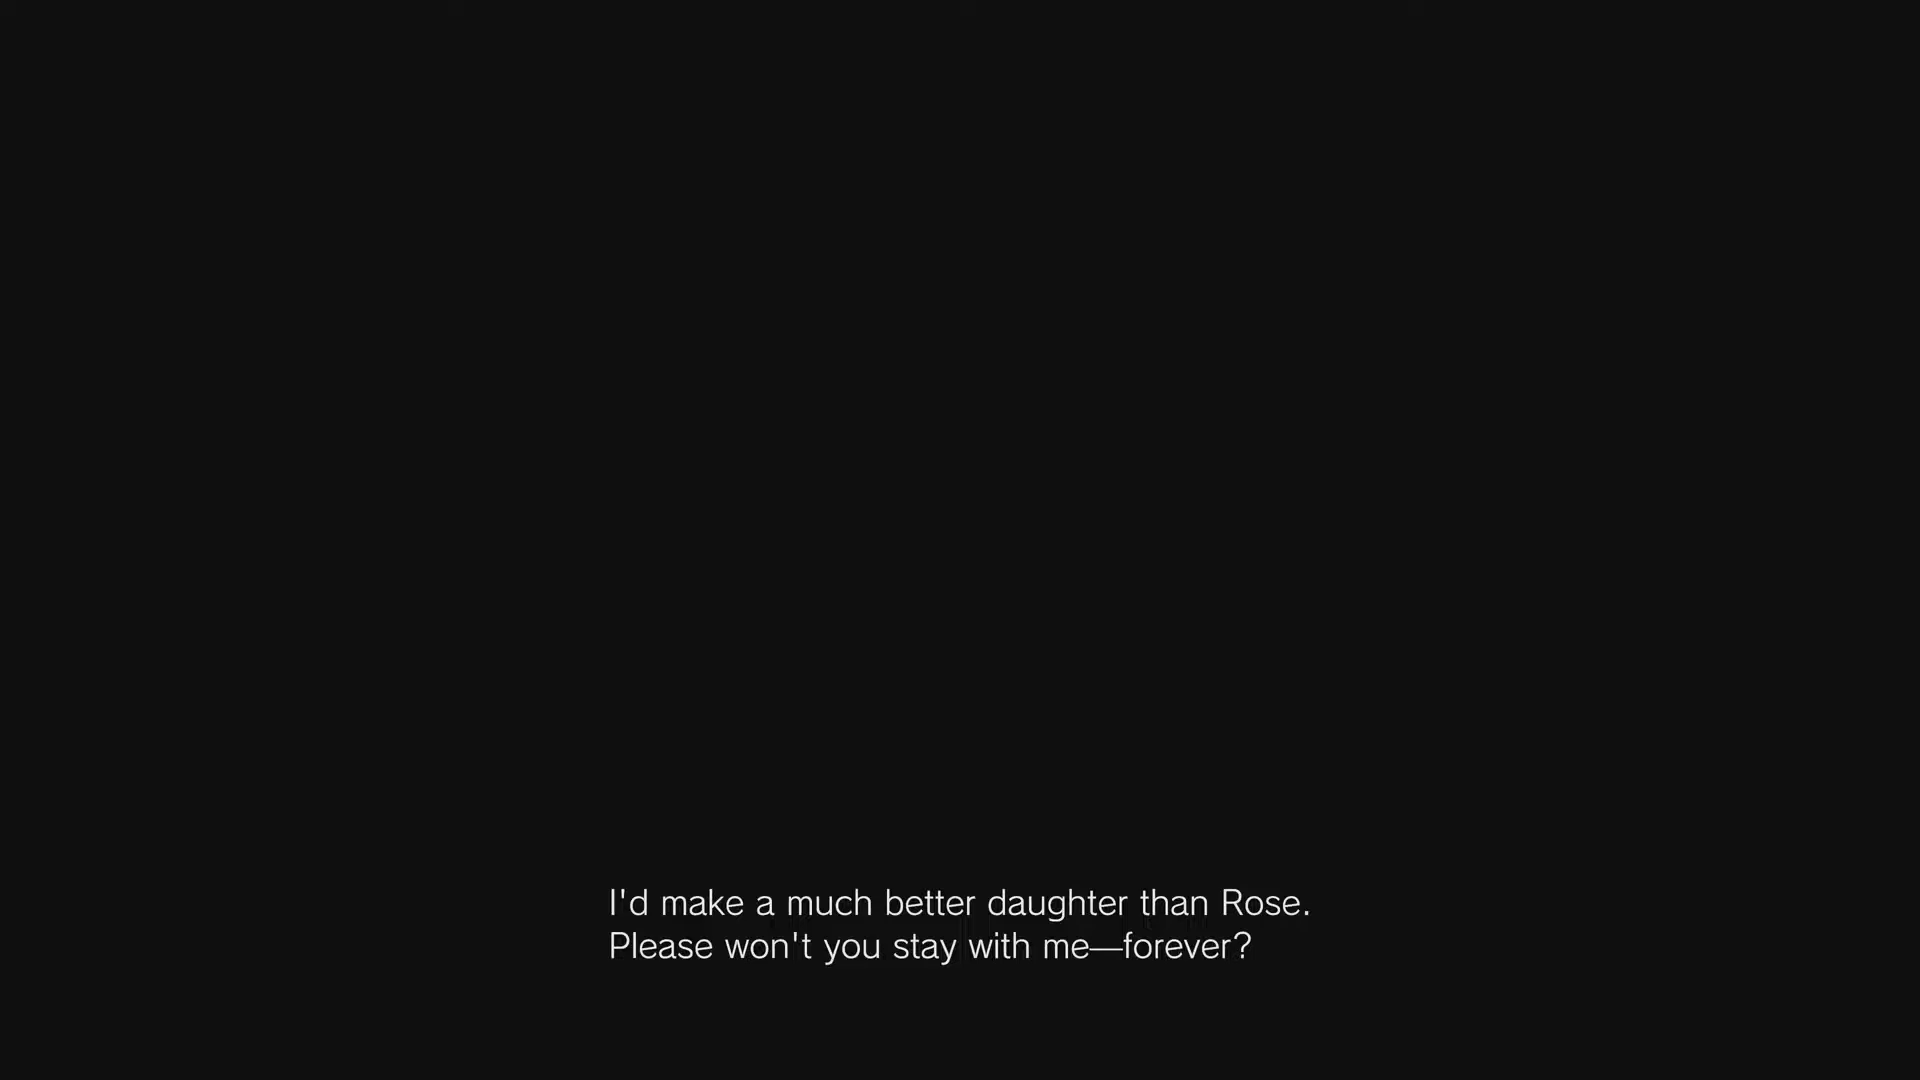 I'd make a much better daughter than Rose.
Please won't you stay with me—forever?